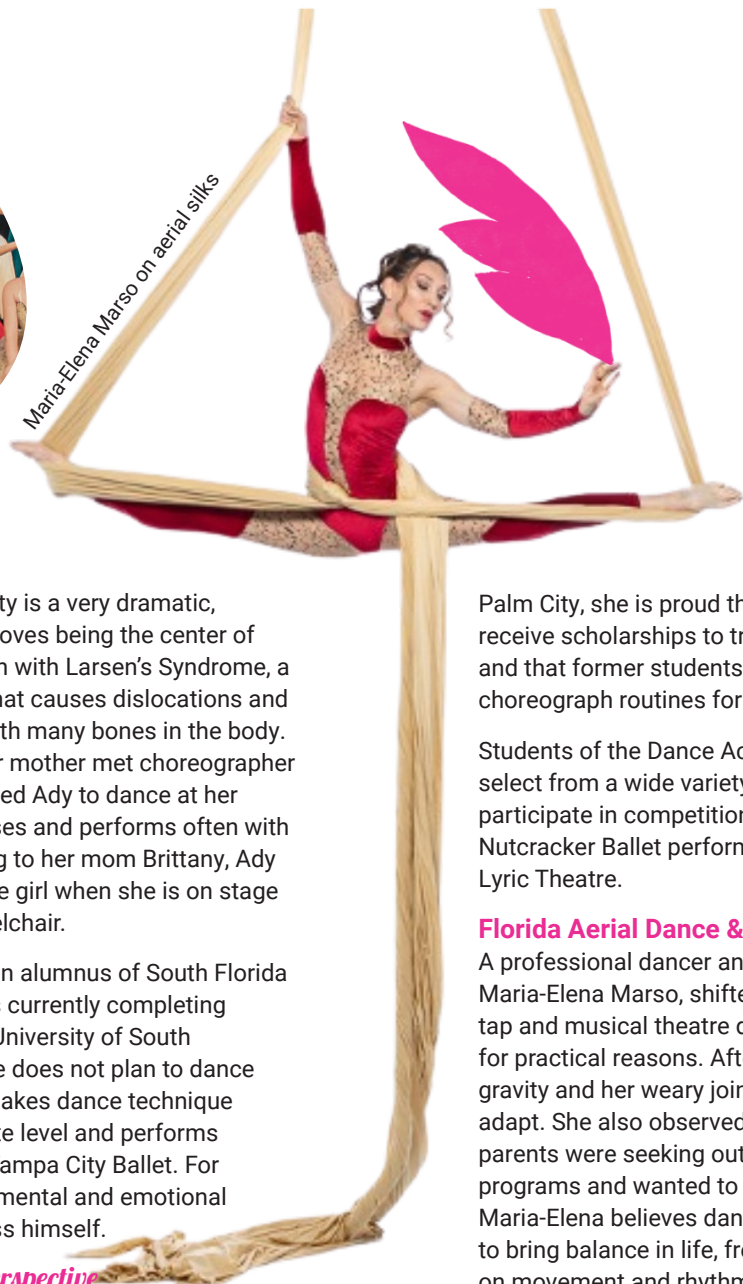 Maria-Elena Marso on aerial silks
ty is a very dramatic,
oves being the center of
n with Larsen's Syndrome, a
hat causes dislocations and
th many bones in the body.
r mother met choreographer
ed Ady to dance at her
ses and performs often with
g to her mom Brittany, Ady
e girl when she is on stage
elchair.
n alumnus of South Florida
s currently completing
University of South
e does not plan to dance
akes dance technique
te level and performs
ampa City Ballet. For
mental and emotional
ss himself.
rspective
Palm City, she is proud th
receive scholarships to tr
and that former students
choreograph routines for
Students of the Dance Ac
select from a wide variety
participate in competition
Nutcracker Ballet perform
Lyric Theatre.
Florida Aerial Dance &
A professional dancer an
Maria-Elena Marso, shifte
tap and musical theatre d
for practical reasons. Aft
gravity and her weary join
adapt. She also observed
parents were seeking out
programs and wanted to
Maria-Elena believes dan
to bring balance in life, fr
on movement and rhythm